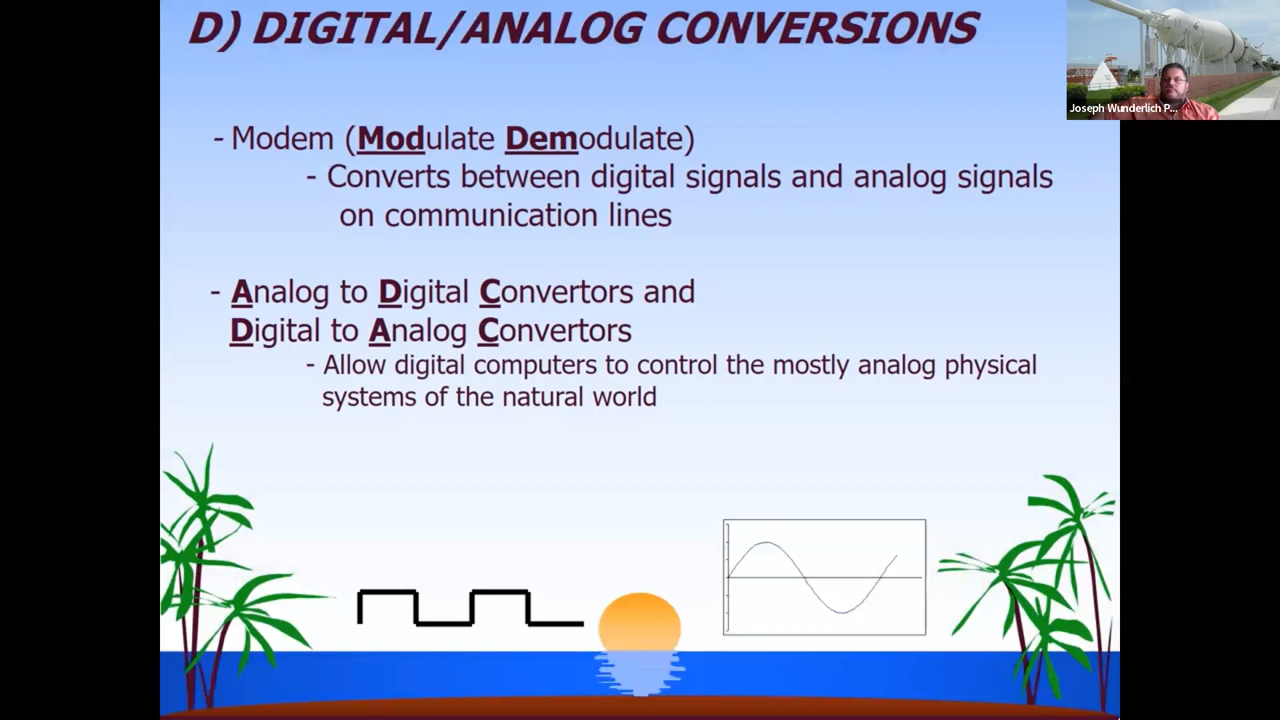 D) DIGITAL/ANALOG CONVERSIONS
Joseph Wunderlich P...
- Modem (Modulate Demodulate)
- Converts between digital signals and analog signals
on communication lines
- Analog to Digital Convertors and
Digital to Analog Convertors
- Allow digital computers to control the mostly analog physical
systems of the natural world